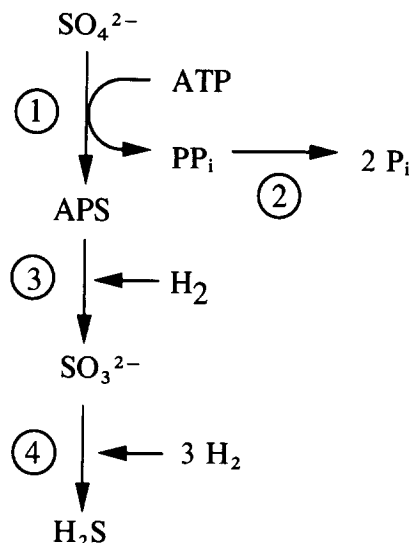 SO₄²⁻
① ATP
PPᵢ 2 Pᵢ
②
APS
③ H₂
SO₃²⁻
④ 3 H₂
H₂S